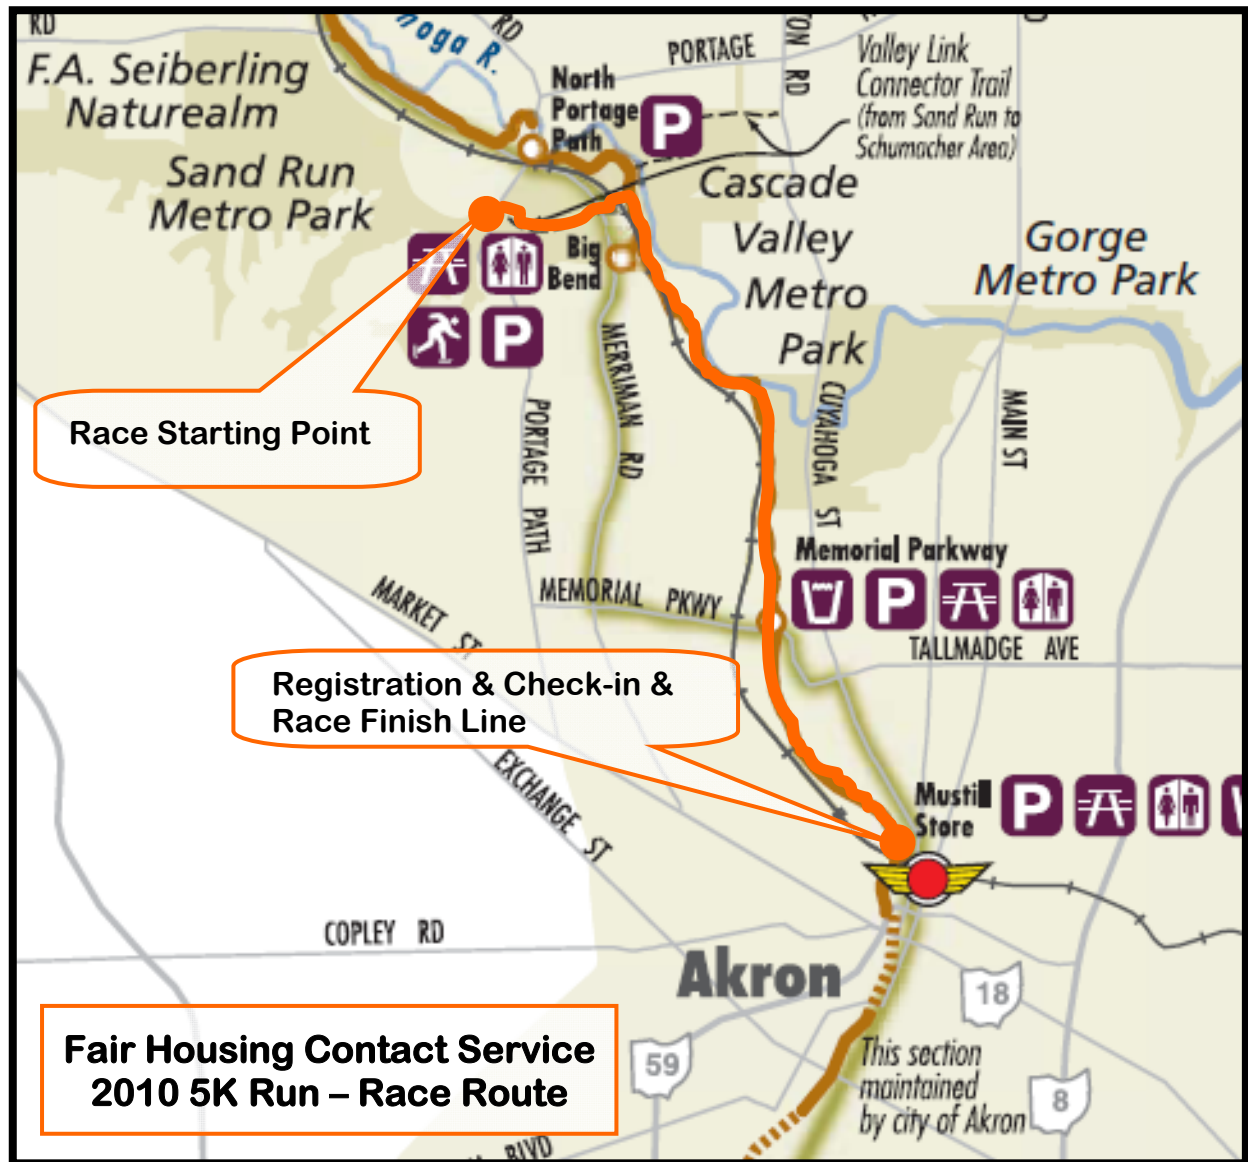 RD
RD
TON RD
PORTAGE
Valley Link
Connector Trail
(from Sand Run to
Schumacher Area)
F.A. Seiberling
Naturealm
hoga R.
North
Portage
Path
P
Sand Run
Metro Park
Cascade
Valley
Metro
Park
Gorge
Metro Park
Big
Bend
P
MERRIMAN RD
PORTAGE PATH
CUYAHOGA ST
MAIN ST
Race Starting Point
Memorial Parkway
P
MEMORIAL PKWY
TALLMADGE AVE
MARKET ST
Registration & Check-in &
Race Finish Line
EXCHANGE ST
Mustill
Store
P
COPLEY RD
Akron
18
59
8
This section
maintained
by city of Akron
Fair Housing Contact Service
2010 5K Run – Race Route
BLVD